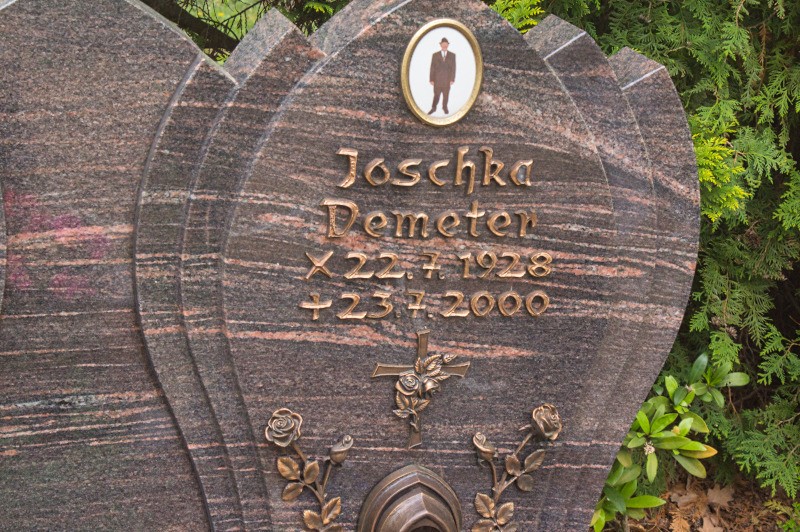 Joschka
Demeter
× 22.7.1928
+ 23.7.2000